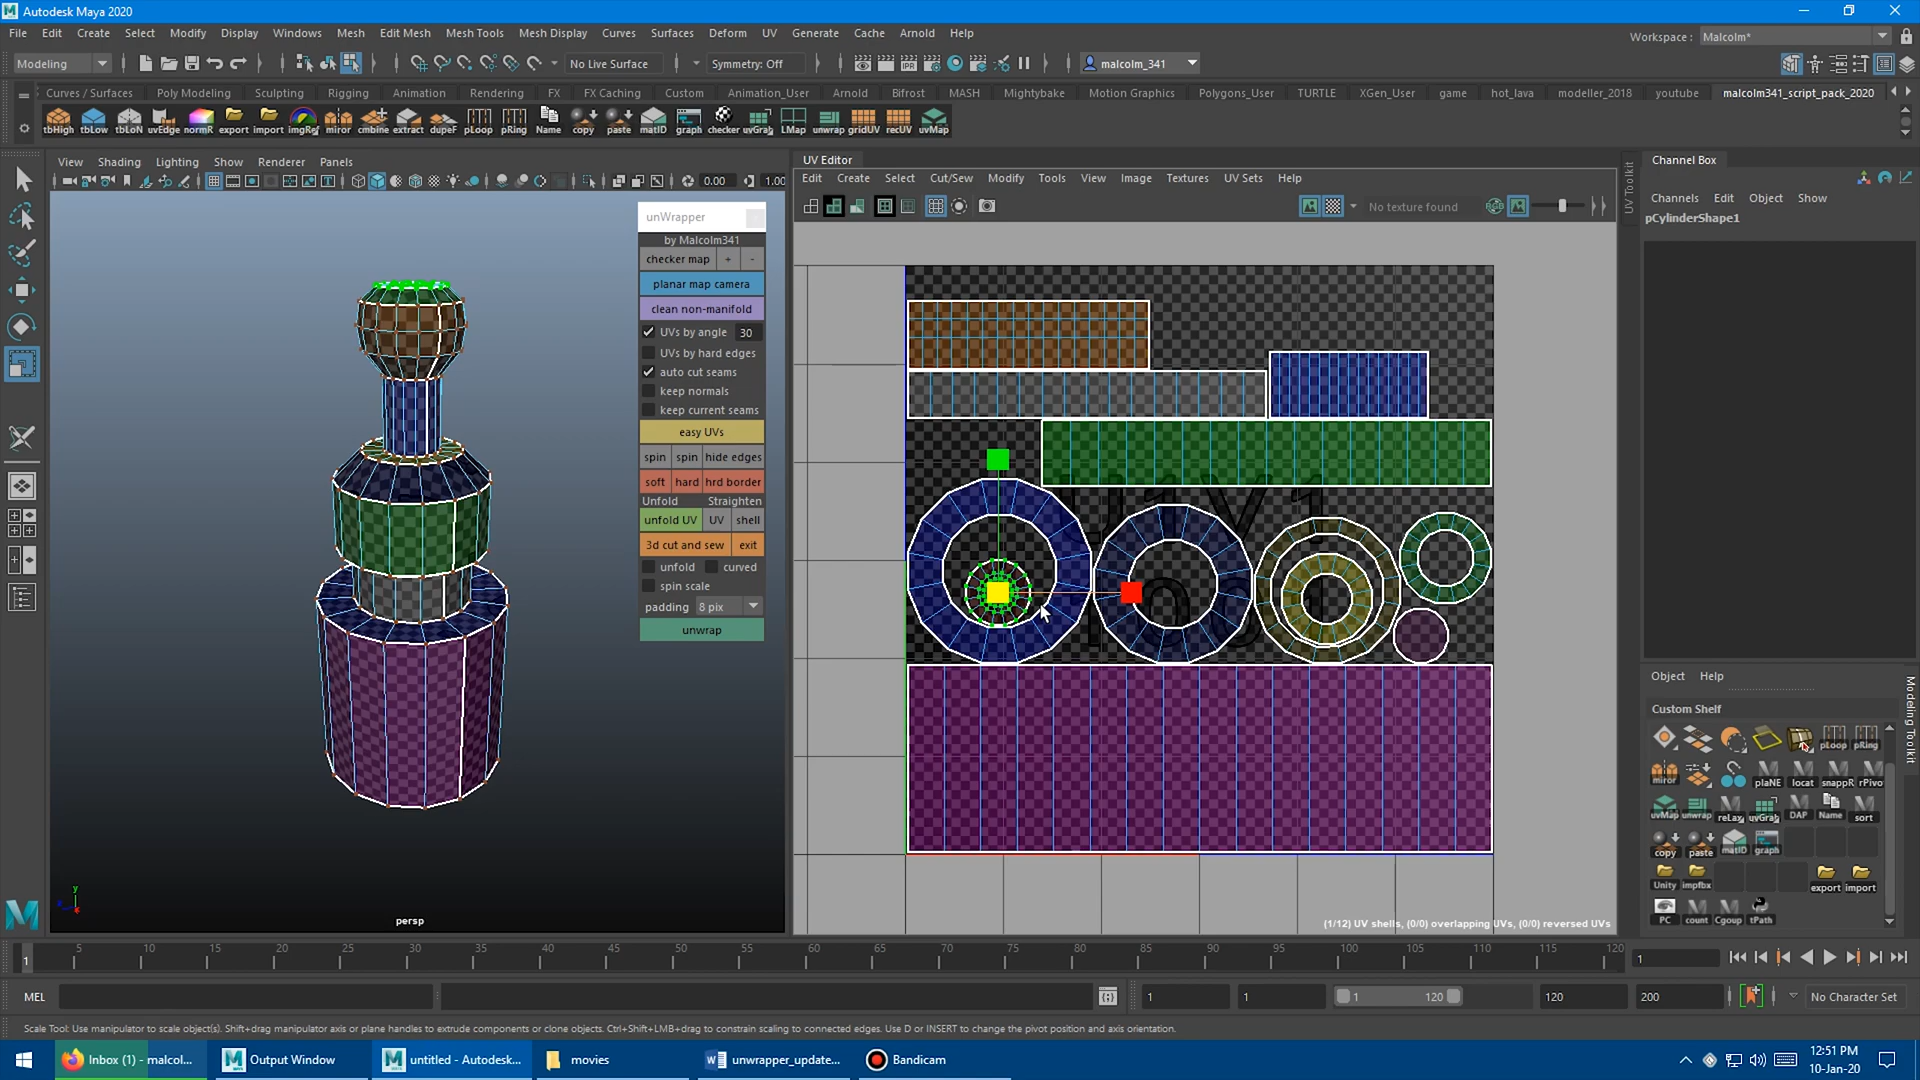 Autodesk Maya 2020
File Edit Create Select Modify Display Windows Mesh Edit Mesh Mesh Tools Mesh Display Curves Surfaces Deform UV Generate Cache Arnold Help
Workspace : Malcolm*
Modeling No Live Surface Symmetry: Off malcolm_341
Curves / Surfaces Poly Modeling Sculpting Rigging Animation Rendering FX FX Caching Custom Animation_User Arnold Bifrost MASH Mightybake Motion Graphics Polygons_User TURTLE XGen_User game hot_lava modeller_2018 youtube malcolm341_script_pack_2020
tbHigh tbLow tbLoN uvEdge normR export import imgRef mirror cmbine extract dupeF pLoop pRing Name copy paste matID graph checker uvGraf LMap unwrap gridUV recUV uvMap
View Shading Lighting Show Renderer Panels
0.00 1.00
unWrapper
by Malcolm341
checker map + -
planar map camera
clean non-manifold
UVs by angle 30
UVs by hard edges
auto cut seams
keep normals
keep current seams
easy UVs
spin spin hide edges
soft hard hrd border
Unfold Straighten
unfold UV UV shell
3d cut and sew exit
unfold curved
spin scale
padding 8 pix
unwrap
persp
y
UV Editor
Edit Create Select Cut/Sew Modify Tools View Image Textures UV Sets Help
No texture found
(1/12) UV shells, (0/0) overlapping UVs, (0/0) reversed UVs
UV Toolkit
Channel Box
Channels Edit Object Show
pCylinderShape1
Object Help
Custom Shelf
pLoop pRing
miror plaNE locat snappR rPivo
uvMap unwrap reLax uvGraf DAP Name sort
copy paste matID graph
Unity impfbx export import
PC count Cgoup tPath
Modeling Toolkit
5 10 15 20 25 30 35 40 45 50 55 60 65 70 75 80 85 90 95 100 105 110 115 120
1 1
MEL 1 1 1 120 120 200 No Character Set
Scale Tool: Use manipulator to scale object(s). Shift+drag manipulator axis or plane handles to extrude components or clone objects. Ctrl+Shift+LMB+drag to constrain scaling to connected edges. Use D or INSERT to change the pivot position and axis orientation.
Inbox (1) - malcol... Output Window untitled - Autodesk... movies unwrapper_update... Bandicam
12:51 PM
10-Jan-20